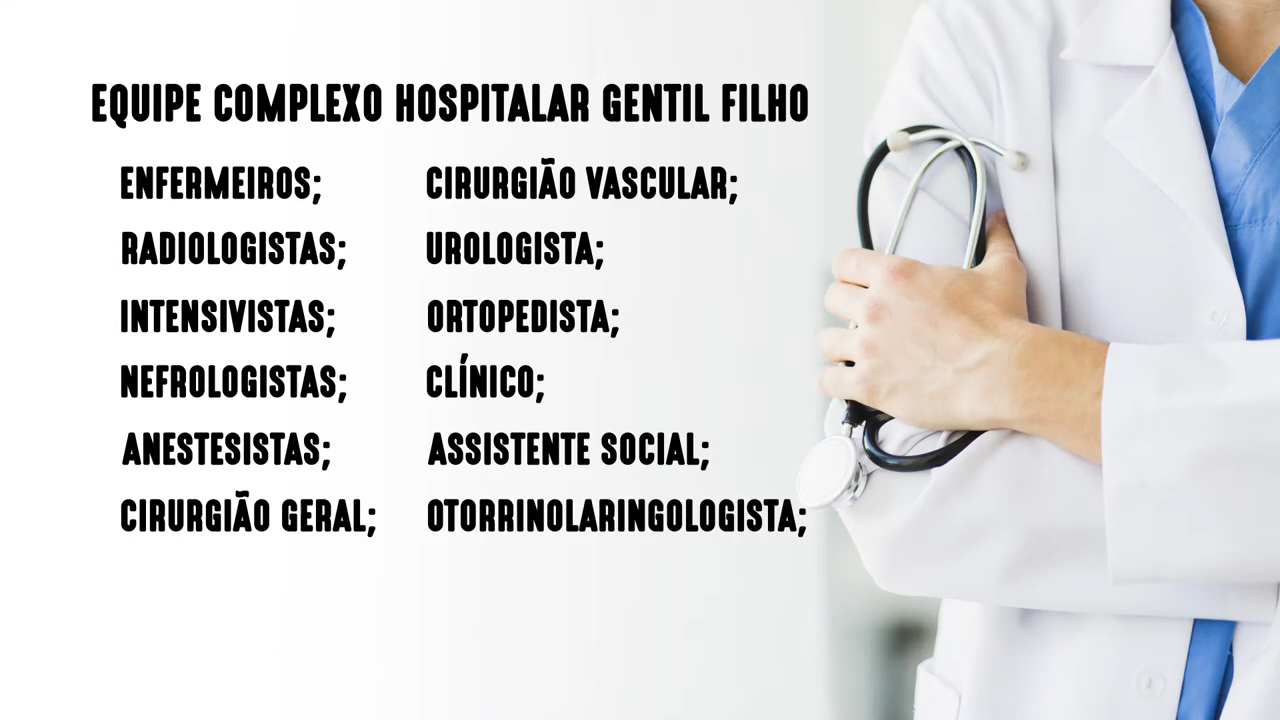 EQUIPE COMPLEXO HOSPITALAR GENTIL FILHO
ENFERMEIROS;
RADIOLOGISTAS;
INTENSIVISTAS;
NEFROLOGISTAS;
ANESTESISTAS;
CIRURGIÃO GERAL;
CIRURGIÃO VASCULAR;
UROLOGISTA;
ORTOPEDISTA;
CLÍNICO;
ASSISTENTE SOCIAL;
OTORRINOLARINGOLOGISTA;